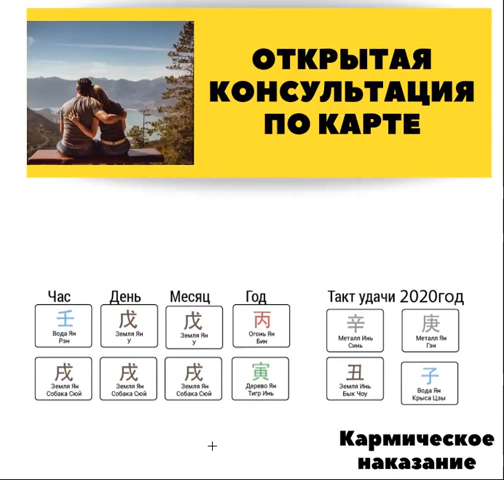 ОТКРЫТАЯ
КОНСУЛЬТАЦИЯ
ПО КАРТЕ
Час День Месяц Год Такт удачи 2020год
壬 戊 戊 丙 辛 庚
Вода Ян Земля Ян Земля Ян Огонь Ян Металл Инь Металл Ян
Рэн У У Бин Синь Гэн
戌 戌 戌 寅 丑 子
Земля Ян Земля Ян Земля Ян Дерево Ян Земля Инь Вода Ян
Собака Сюй Собака Сюй Собака Сюй Тигр Инь Бык Чоу Крыса Цзы
Кармическое
наказание